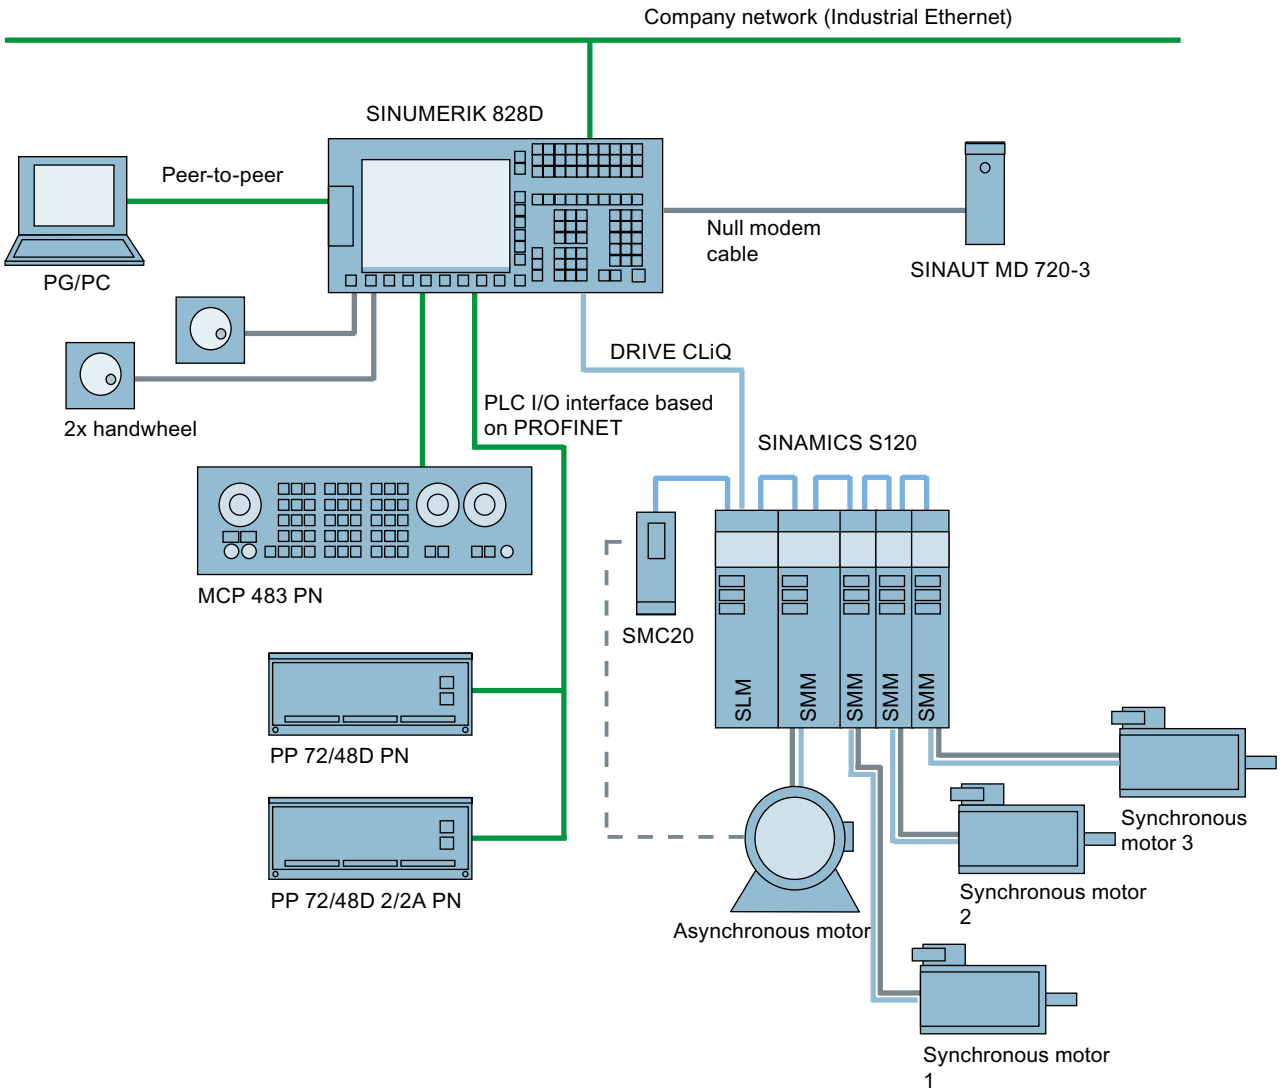 Company network (Industrial Ethernet)
SINUMERIK 828D
Peer-to-peer
PG/PC
Null modem
cable
SINAUT MD 720-3
2x handwheel
DRIVE CLiQ
PLC I/O interface based
on PROFINET
SINAMICS S120
MCP 483 PN
SMC20
SLM
SMM
SMM
SMM
SMM
PP 72/48D PN
PP 72/48D 2/2A PN
Asynchronous motor
Synchronous
motor 3
Synchronous motor
2
Synchronous motor
1